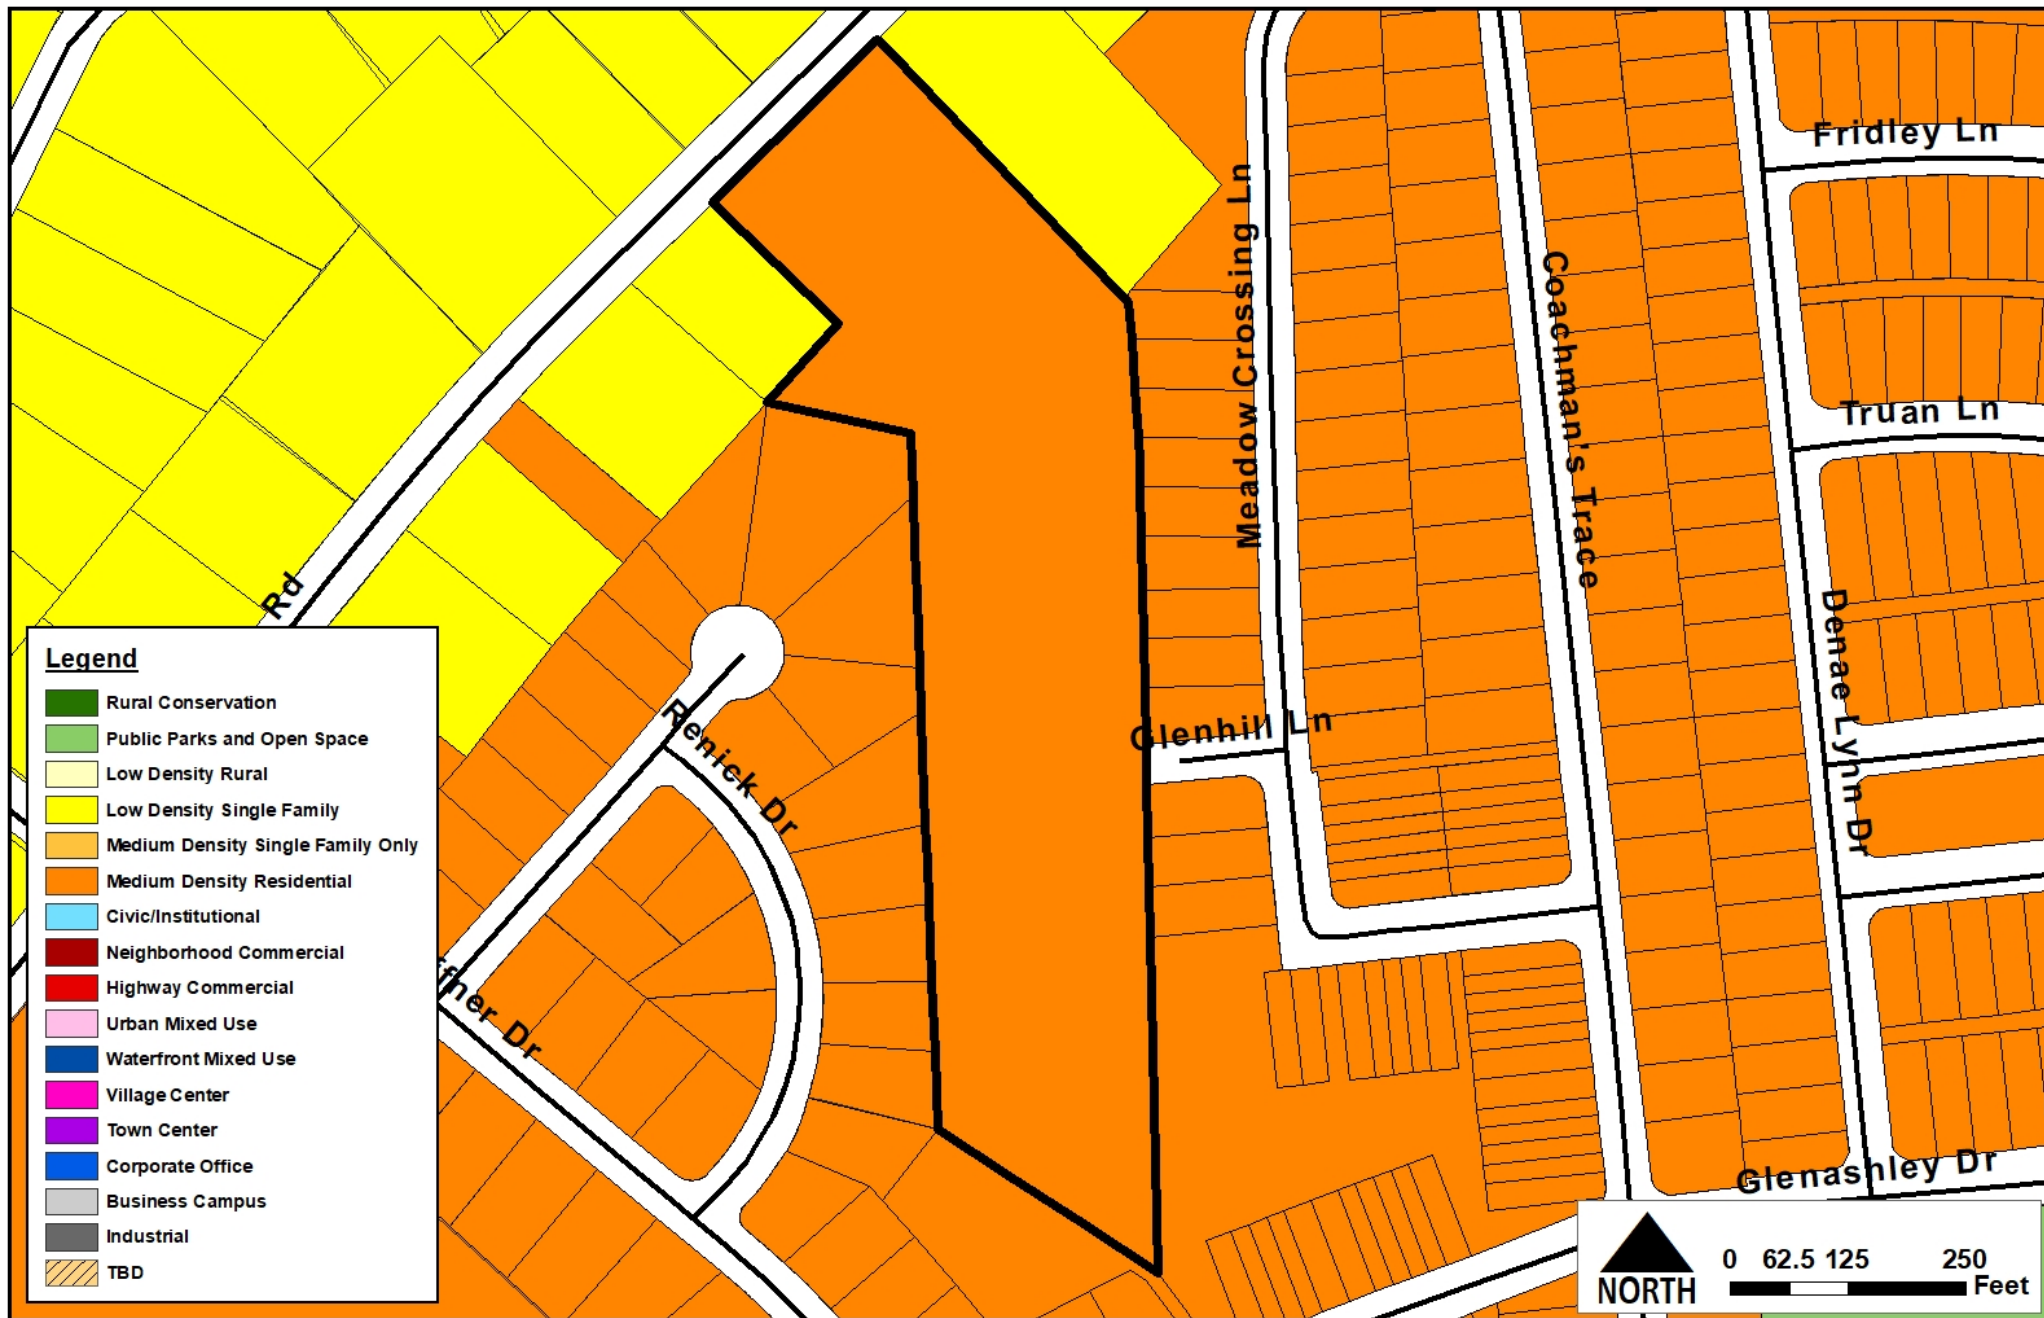 Fridley Ln
Meadow Crossing Ln
Coachman's Trace
Truan Ln
Rd
Denae Lynn Dr
Renick Dr
Glenhill Ln
ffner Dr
Glenashley Dr
Legend
Rural Conservation
Public Parks and Open Space
Low Density Rural
Low Density Single Family
Medium Density Single Family Only
Medium Density Residential
Civic/Institutional
Neighborhood Commercial
Highway Commercial
Urban Mixed Use
Waterfront Mixed Use
Village Center
Town Center
Corporate Office
Business Campus
Industrial
TBD
NORTH
0 62.5 125 250
Feet